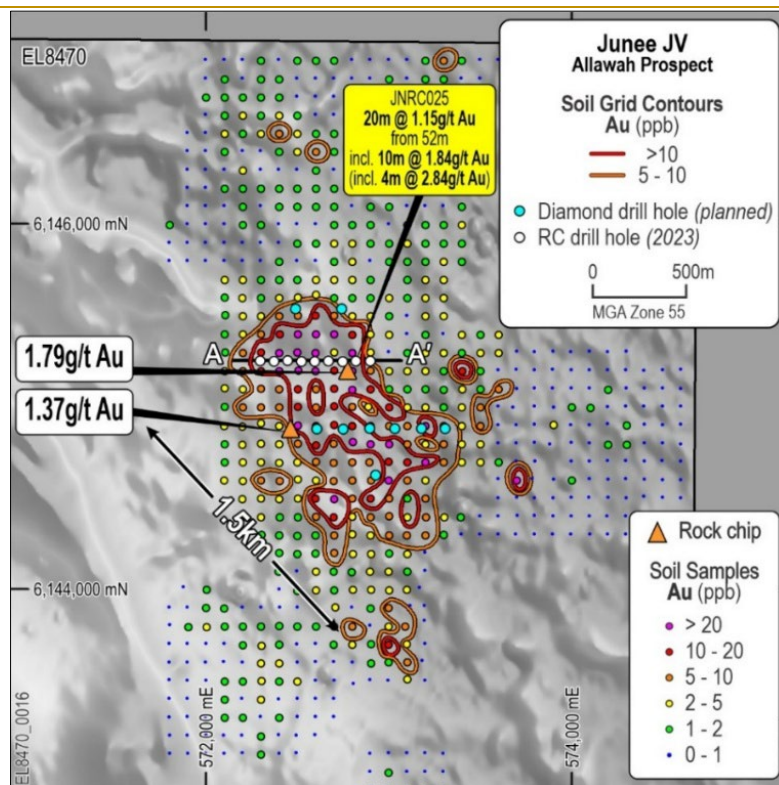 EL8470
Junee JV
Allawah Prospect
Soil Grid Contours
Au (ppb)
>10
5 - 10
Diamond drill hole (planned)
RC drill hole (2023)
0 500m
MGA Zone 55
JNRC025
20m @ 1.15g/t Au
from 52m
incl. 10m @ 1.84g/t Au
(incl. 4m @ 2.84g/t Au)
6,146,000 mN
A A'
1.79g/t Au
1.37g/t Au
1.5km
6,144,000 mN
572,000 mE
574,000 mE
EL8470_0016
Rock chip
Soil Samples
Au (ppb)
> 20
10 - 20
5 - 10
2 - 5
1 - 2
0 - 1